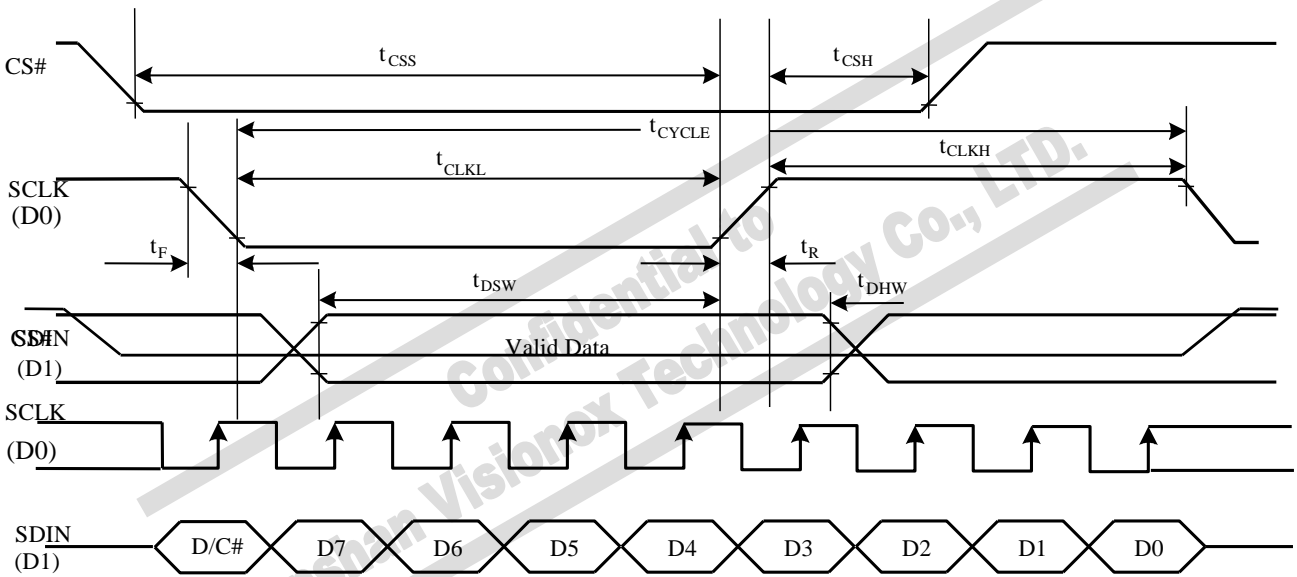 CS#
tCSS
tCSH
tCYCLE
tCLKL
tCLKH
SCLK
(D0)
tF
tR
tDSW
tDHW
CS#
SDIN
(D1)
Valid Data
SCLK
(D0)
SDIN
(D1)
D/C# D7 D6 D5 D4 D3 D2 D1 D0
Confidential to
Visionox Technology Co., LTD.